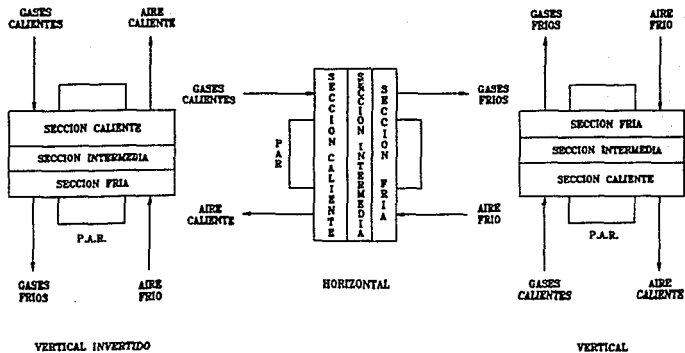 GASES
CALIENTES
AIRE
CALIENTE
SECCION CALIENTE
SECCION INTERMEDIA
SECCION FRIA
P.A.R.
GASES
FRIOS
AIRE
FRIO
VERTICAL INVERTIDO
GASES
CALIENTES
PAR
AIRE
CALIENTE
SECCION CALIENTE
SECCION INTERMEDIA
SECCION FRIA
GASES
FRIOS
AIRE
FRIO
HORIZONTAL
GASES
FRIOS
AIRE
FRIO
SECCION FRIA
SECCION INTERMEDIA
SECCION CALIENTE
P.A.R.
GASES
CALIENTES
AIRE
CALIENTE
VERTICAL